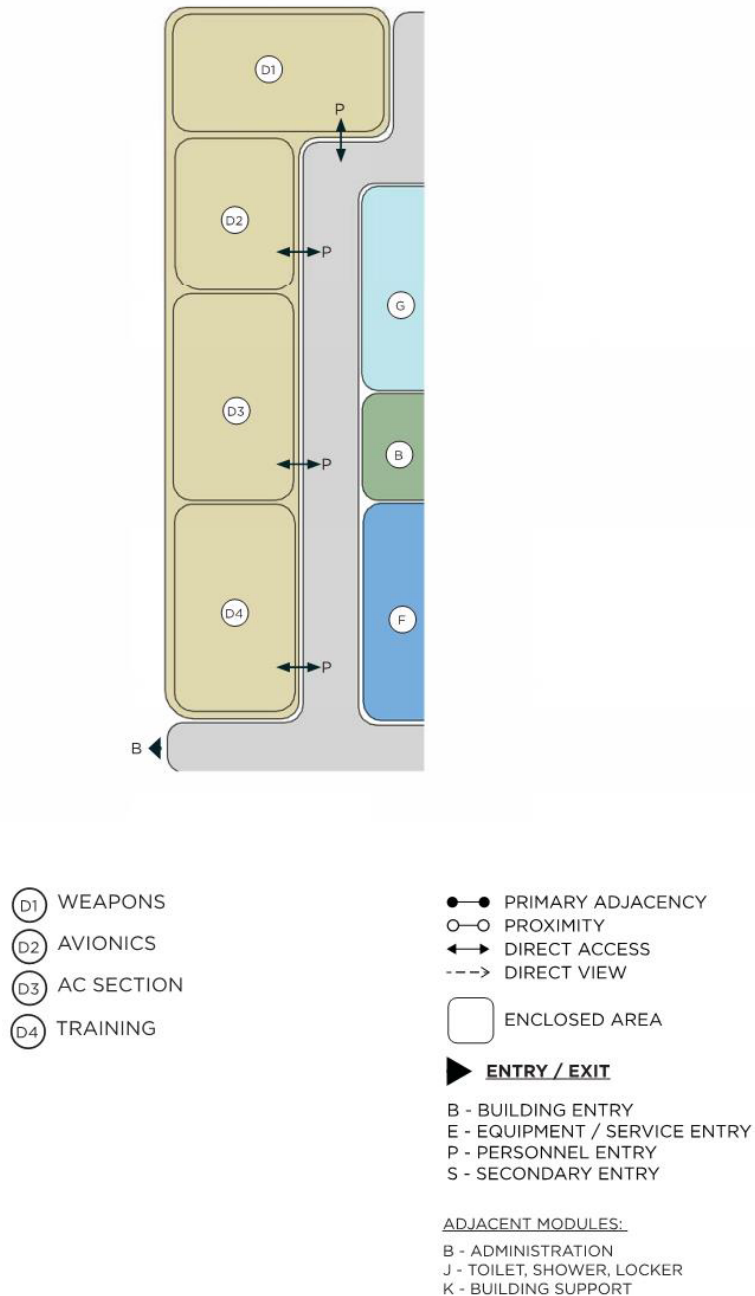 D1
P
D2
P
G
D3
B
P
D4
F
P
B
D1 WEAPONS
D2 AVIONICS
D3 AC SECTION
D4 TRAINING
PRIMARY ADJACENCY
PROXIMITY
DIRECT ACCESS
DIRECT VIEW
ENCLOSED AREA
ENTRY / EXIT
B - BUILDING ENTRY
E - EQUIPMENT / SERVICE ENTRY
P - PERSONNEL ENTRY
S - SECONDARY ENTRY
ADJACENT MODULES:
B - ADMINISTRATION
J - TOILET, SHOWER, LOCKER
K - BUILDING SUPPORT